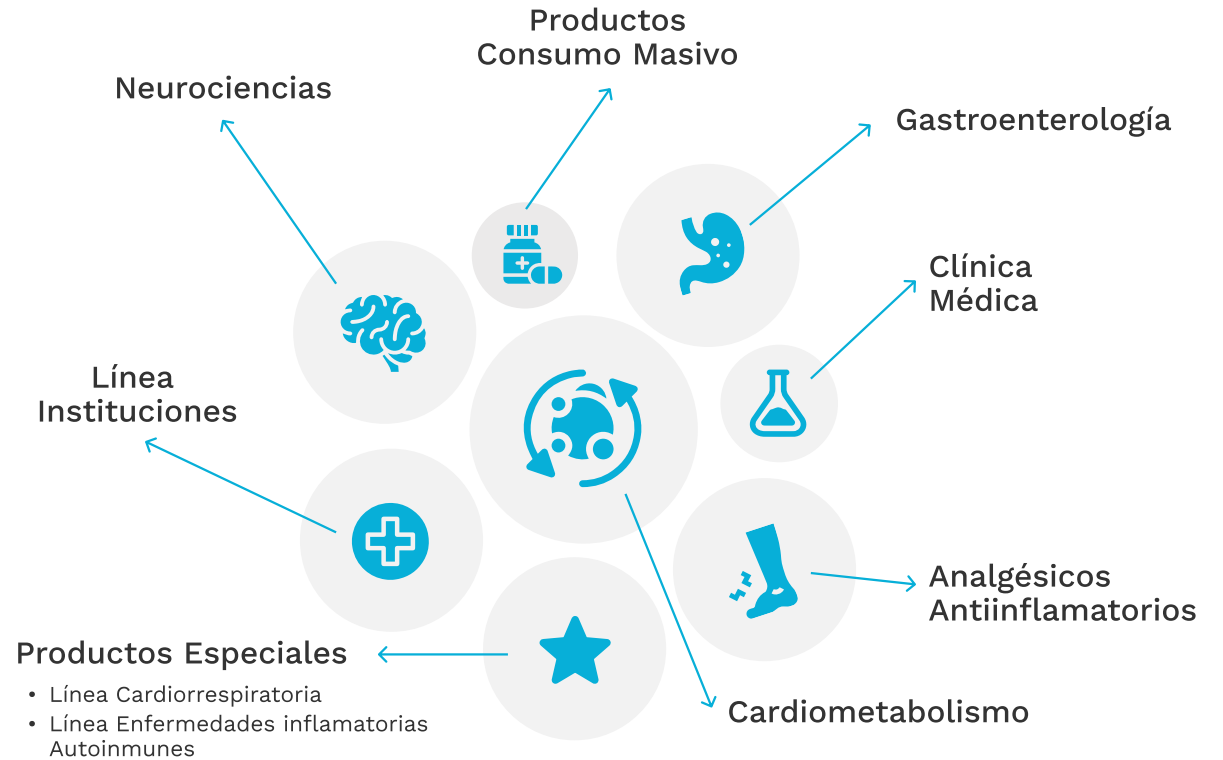 Productos
Consumo Masivo
Neurociencias
Gastroenterología
Clínica
Médica
Línea
Instituciones
Analgésicos
Antiinflamatorios
Productos Especiales
• Línea Cardiorrespiratoria
• Línea Enfermedades inflamatorias
Autoinmunes
Cardiometabolismo